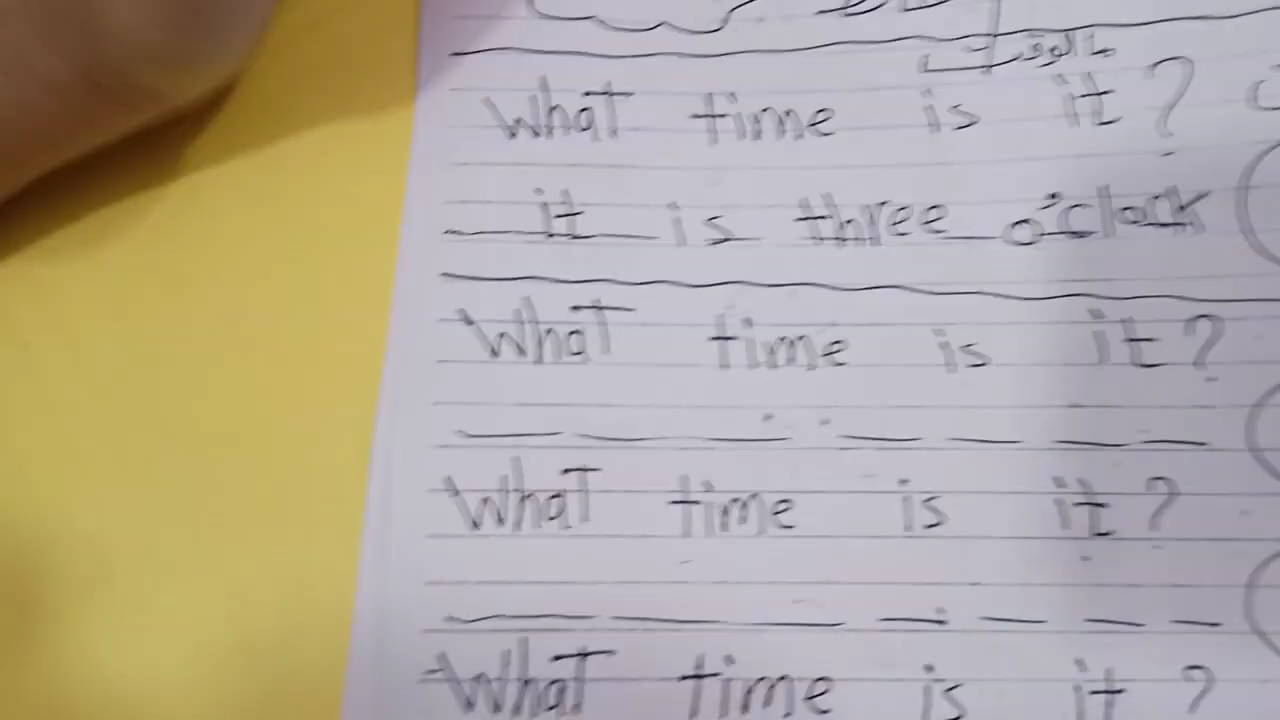 ما الوقت
What time is it?
it is three o'clock
What time is it?
What time is it?
What time is it?